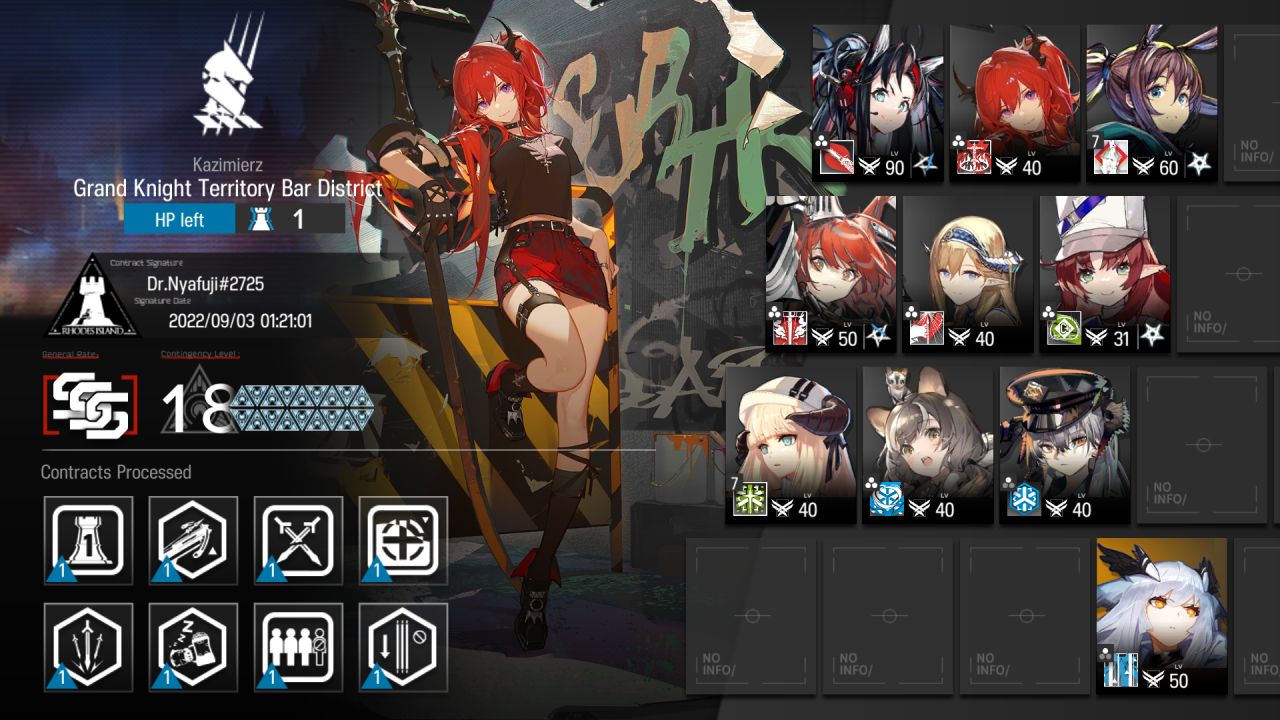 Kazimierz
Grand Knight Territory Bar District
HP left
1
Contract Signature
Dr.Nyafuji#2725
Signature Date
RHODES ISLAND
2022/09/03 01:21:01
General Rate:
Contingency Level:
18
Contracts Processed
1
1
1
1
1
1
1
1
1
LV
90
LV
40
7
LV
60
NO
INFO/
LV
50
LV
40
LV
31
NO
INFO/
7
LV
40
LV
40
LV
40
NO
INFO/
NO
INFO/
NO
INFO/
NO
INFO/
LV
50
NO
INFO/